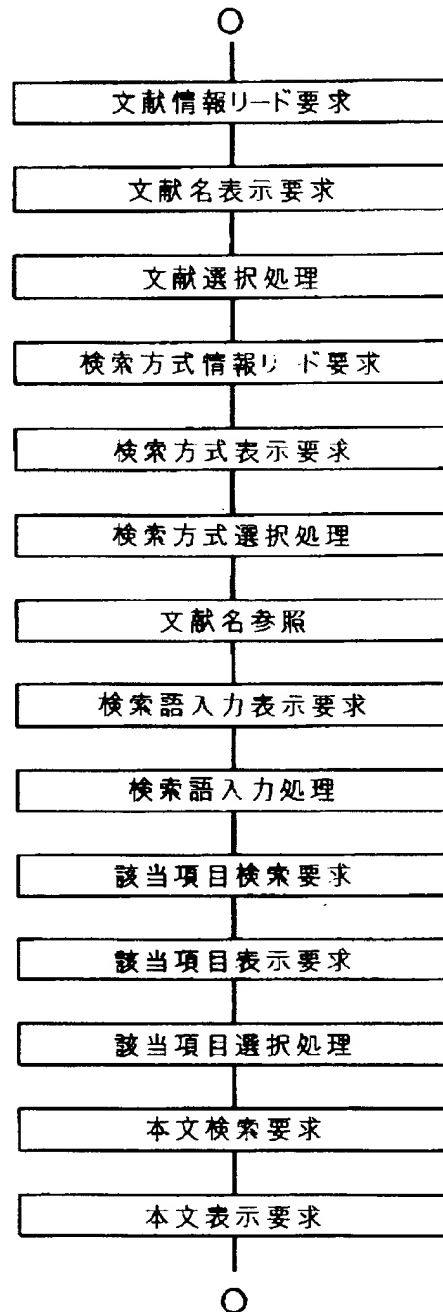 文献情報リード要求
文献名表示要求
文献選択処理
検索方式情報リード要求
検索方式表示要求
検索方式選択処理
文献名参照
検索語入力表示要求
検索語入力処理
該当項目検索要求
該当項目表示要求
該当項目選択処理
本文検索要求
本文表示要求